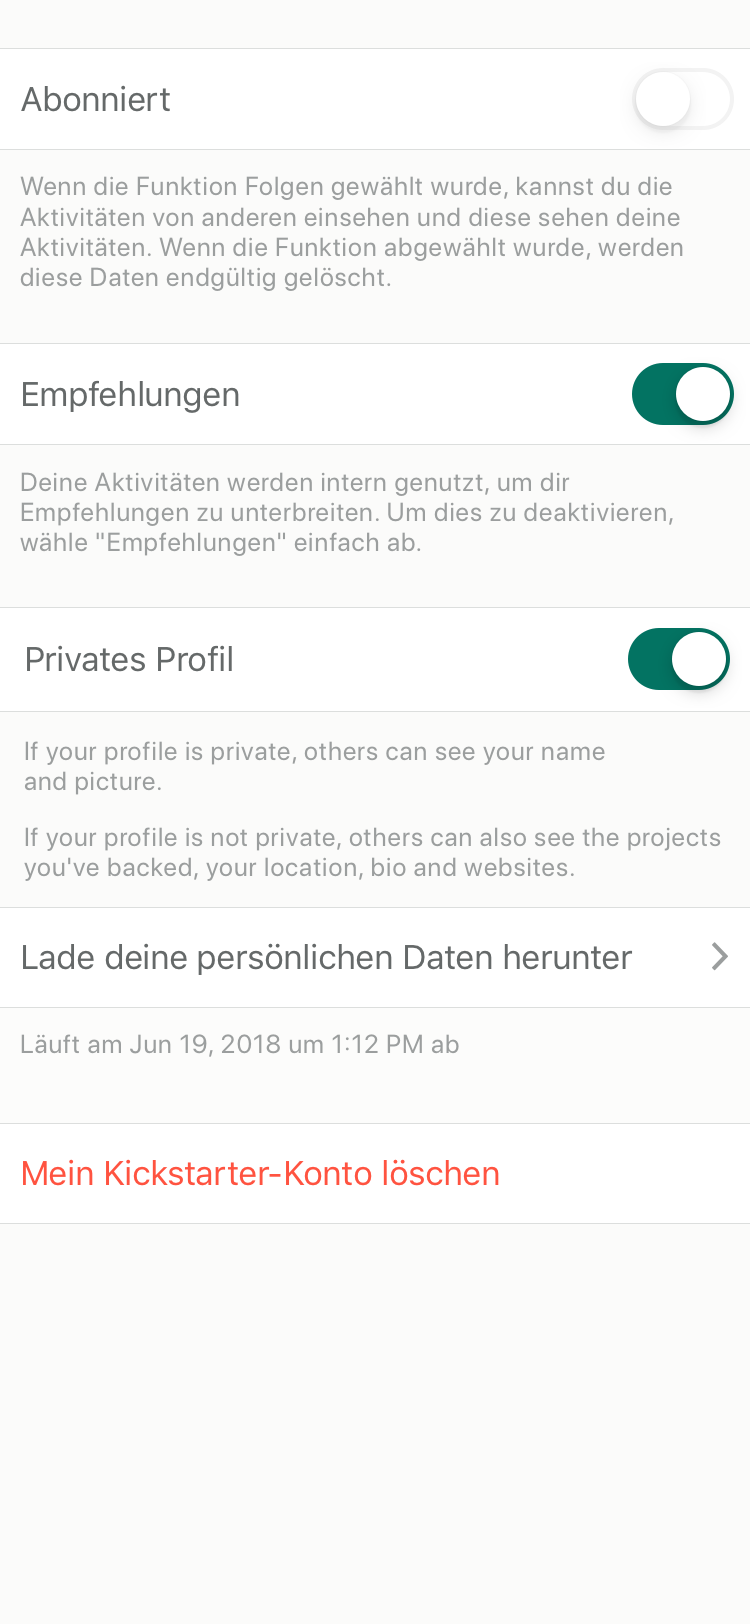 Abonniert
Wenn die Funktion Folgen gewählt wurde, kannst du die
Aktivitäten von anderen einsehen und diese sehen deine
Aktivitäten. Wenn die Funktion abgewählt wurde, werden
diese Daten endgültig gelöscht.
Empfehlungen
Deine Aktivitäten werden intern genutzt, um dir
Empfehlungen zu unterbreiten. Um dies zu deaktivieren,
wähle "Empfehlungen" einfach ab.
Privates Profil
If your profile is private, others can see your name
and picture.
If your profile is not private, others can also see the projects
you've backed, your location, bio and websites.
Lade deine persönlichen Daten herunter
Läuft am Jun 19, 2018 um 1:12 PM ab
Mein Kickstarter-Konto löschen